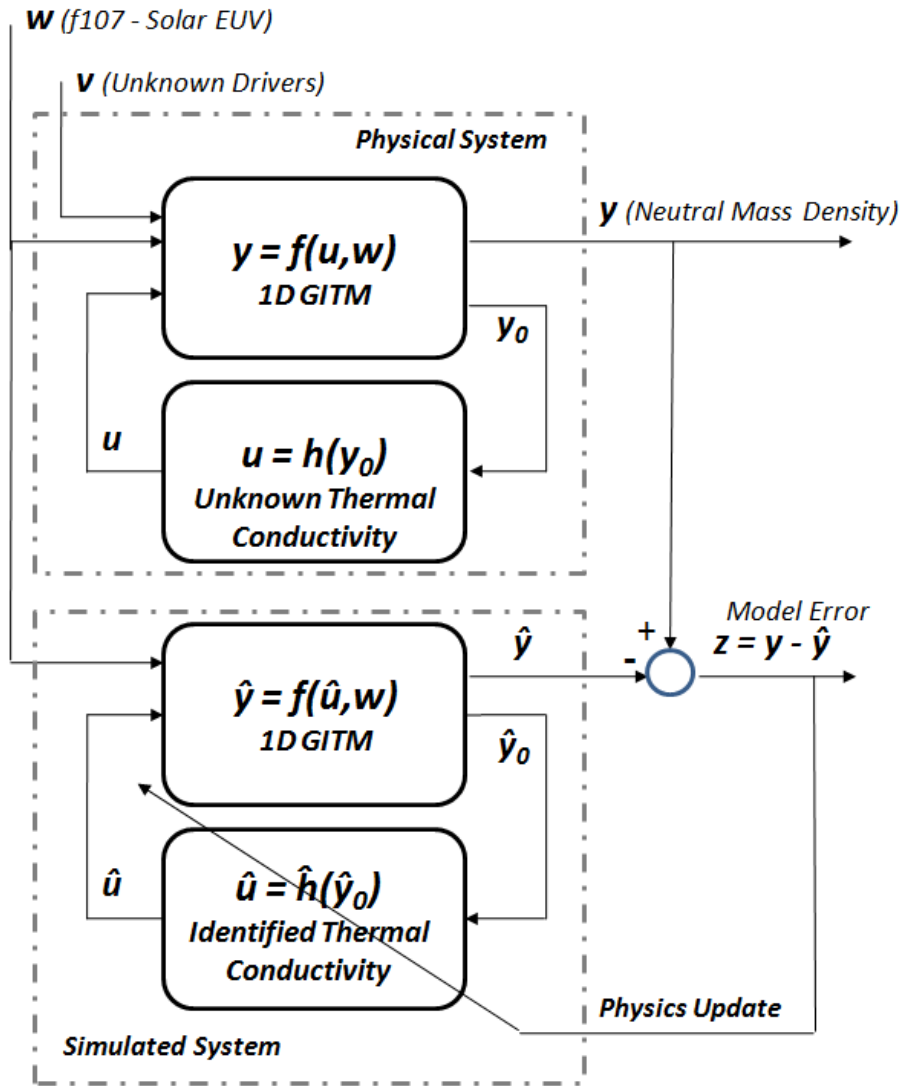 w (f107 - Solar EUV)
v (Unknown Drivers)
Physical System
y = f(u,w)
1D GITM
y (Neutral Mass Density)
y₀
u
u = h(y₀)
Unknown Thermal
Conductivity
Model Error
+
-
z = y - ŷ
ŷ
ŷ = f(û,w)
1D GITM
ŷ₀
û
û = ĥ(ŷ₀)
Identified Thermal
Conductivity
Physics Update
Simulated System